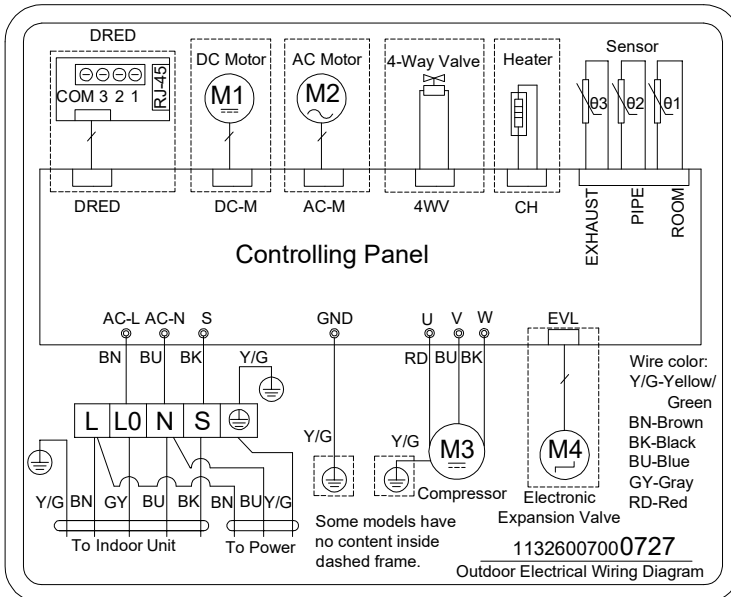 DRED
DC Motor
AC Motor
4-Way Valve
Heater
Sensor
COM 3 2 1
RJ-45
M1
M2
θ3
θ2
θ1
DRED
DC-M
AC-M
4WV
CH
EXHAUST
PIPE
ROOM
Controlling Panel
AC-L
AC-N
S
GND
U
V
W
EVL
BN
BU
BK
Y/G
RD
BU
BK
L
L0
N
S
Y/G
Y/G
M3
M4
Y/G
BN
GY
BU
BK
BN
BU
Y/G
To Indoor Unit
To Power
Some models have
no content inside
dashed frame.
Compressor
Electronic
Expansion Valve
Wire color:
Y/G-Yellow/
Green
BN-Brown
BK-Black
BU-Blue
GY-Gray
RD-Red
11326007000727
Outdoor Electrical Wiring Diagram